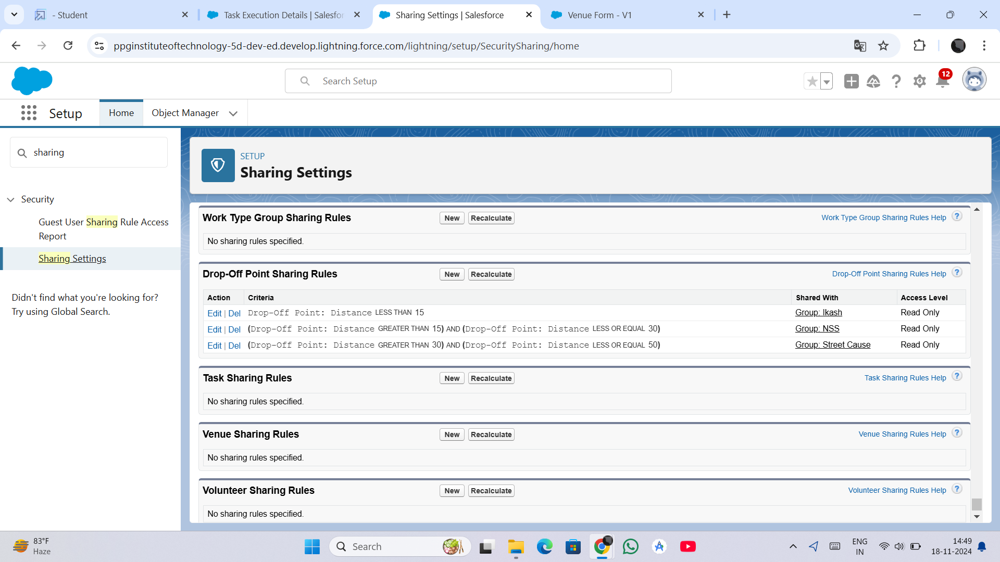 - Student
Task Execution Details | Salesfor
Sharing Settings | Salesforce
Venue Form - V1
ppginstituteoftechnology-5d-dev-ed.develop.lightning.force.com/lightning/setup/SecuritySharing/home
Search Setup
12
Setup
Home
Object Manager
sharing
Security
Guest User Sharing Rule Access
Report
Sharing Settings
Didn't find what you're looking for?
Try using Global Search.
SETUP
Sharing Settings
Work Type Group Sharing Rules New Recalculate Work Type Group Sharing Rules Help ?
No sharing rules specified.
Drop-Off Point Sharing Rules New Recalculate Drop-Off Point Sharing Rules Help ?
Action Criteria Shared With Access Level
Edit | Del Drop-Off Point: Distance LESS THAN 15 Group: Ikash Read Only
Edit | Del (Drop-Off Point: Distance GREATER THAN 15) AND (Drop-Off Point: Distance LESS OR EQUAL 30) Group: NSS Read Only
Edit | Del (Drop-Off Point: Distance GREATER THAN 30) AND (Drop-Off Point: Distance LESS OR EQUAL 50) Group: Street Cause Read Only
Task Sharing Rules New Recalculate Task Sharing Rules Help ?
No sharing rules specified.
Venue Sharing Rules New Recalculate Venue Sharing Rules Help ?
No sharing rules specified.
Volunteer Sharing Rules New Recalculate Volunteer Sharing Rules Help ?
No sharing rules specified.
83°F
Haze
Search
ENG
IN
14:49
18-11-2024